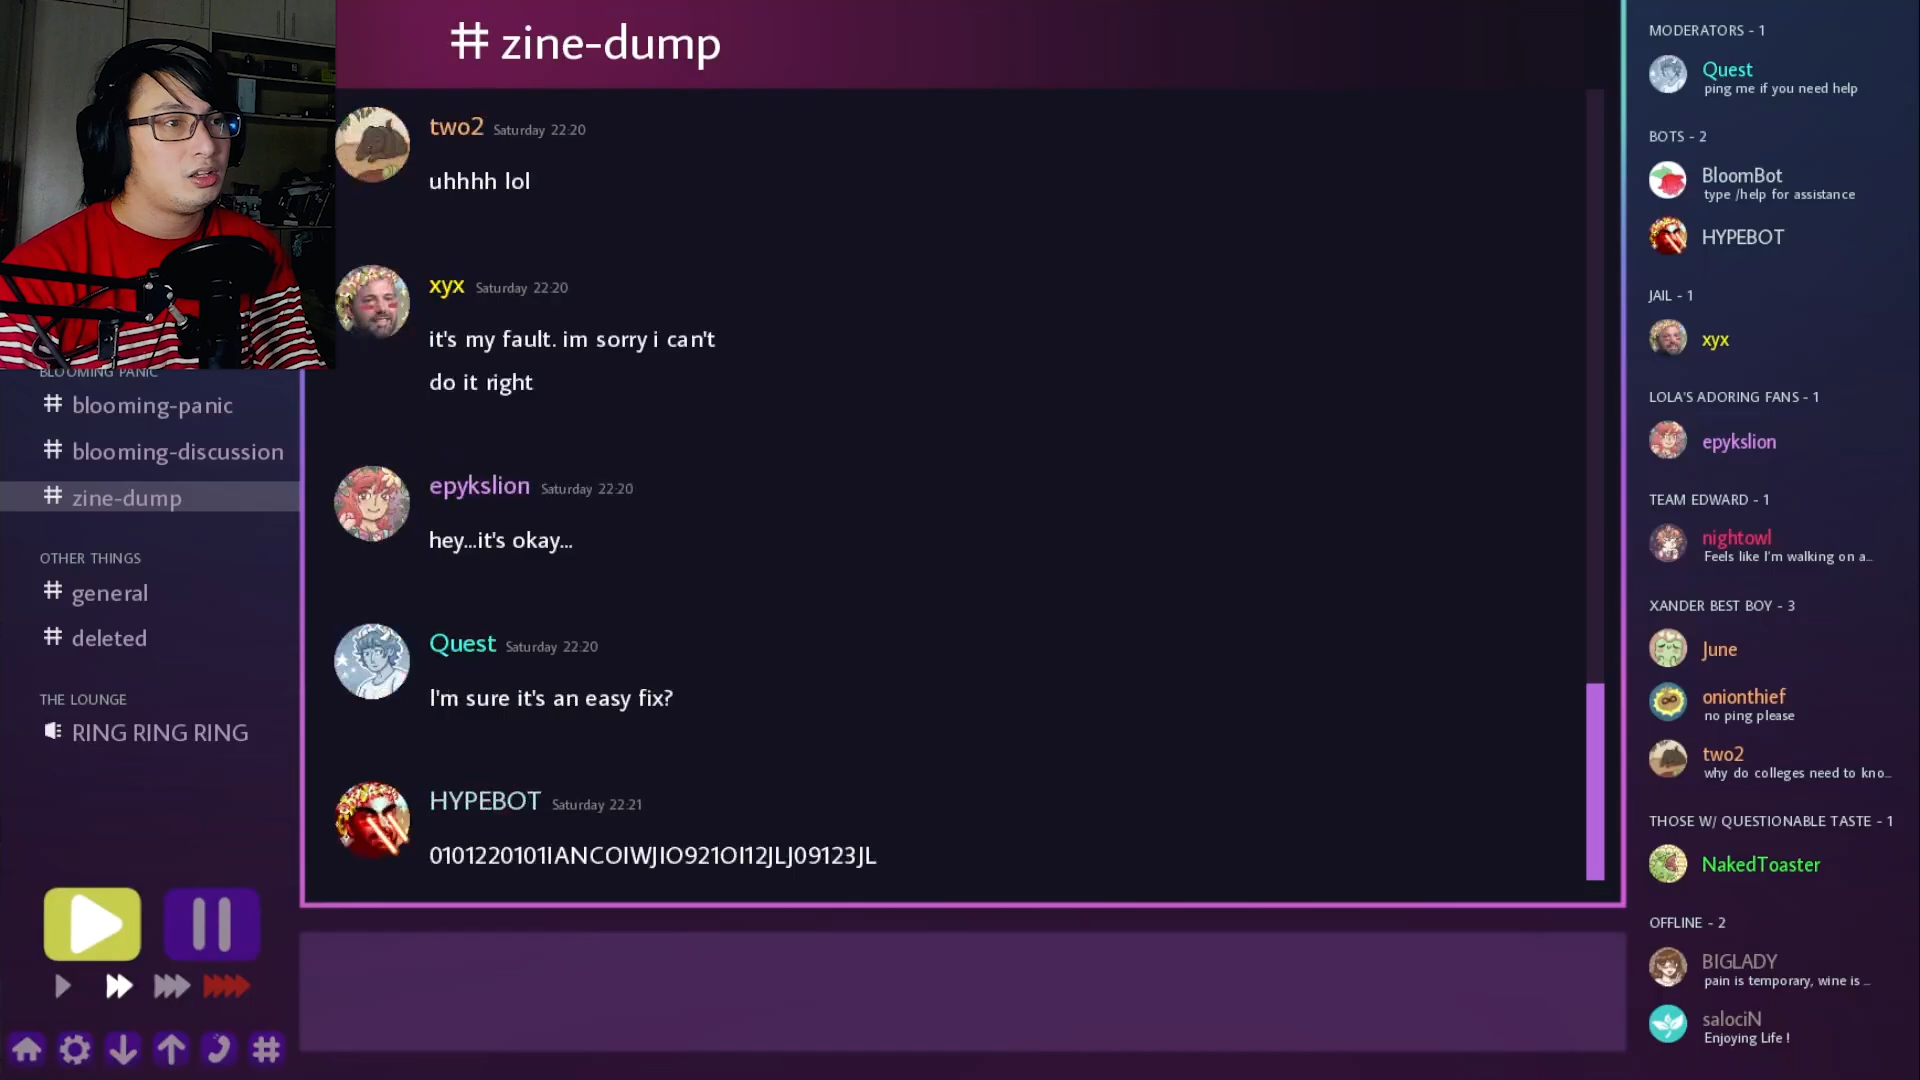 # zine-dump
two2 Saturday 22:20
uhhhh lol
xyx Saturday 22:20
it's my fault. im sorry i can't
do it right
epykslion Saturday 22:20
hey...it's okay...
Quest Saturday 22:20
I'm sure it's an easy fix?
HYPEBOT Saturday 22:21
0101220101IANCOIWJIO921OI12JLJ09123JL
BLOOMING PANIC
# blooming-panic
# blooming-discussion
# zine-dump
OTHER THINGS
# general
# deleted
THE LOUNGE
RING RING RING
MODERATORS - 1
Quest
ping me if you need help
BOTS - 2
BloomBot
type /help for assistance
HYPEBOT
JAIL - 1
xyx
LOLA'S ADORING FANS - 1
epykslion
TEAM EDWARD - 1
nightowl
Feels like I'm walking on a...
XANDER BEST BOY - 3
June
onionthief
no ping please
two2
why do colleges need to kno...
THOSE W/ QUESTIONABLE TASTE - 1
NakedToaster
OFFLINE - 2
BIGLADY
pain is temporary, wine is ...
salociN
Enjoying Life !